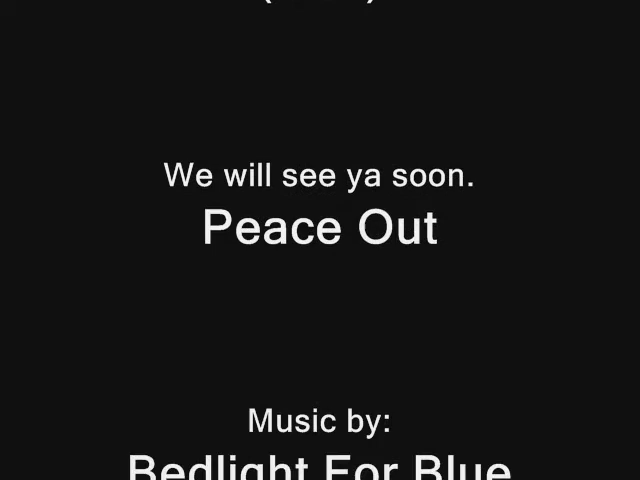 We will see ya soon.
Peace Out
Music by:
Bedlight For Blue